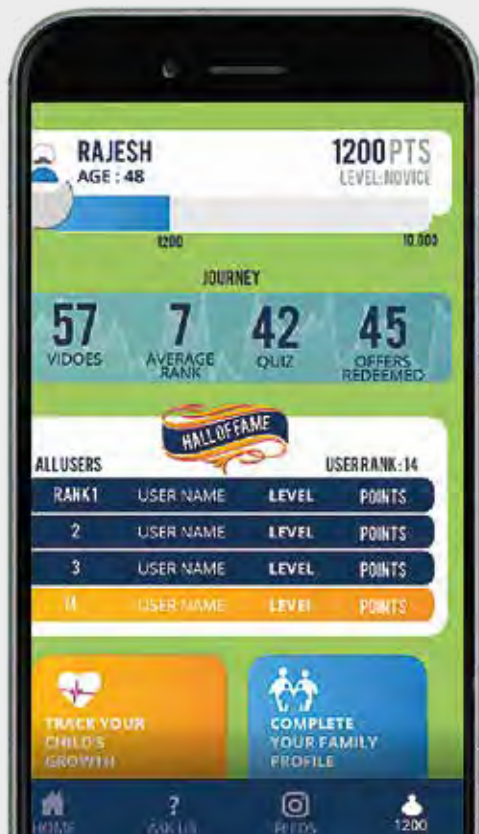 RAJESH
1200 PTS
AGE : 48
LEVEL: NOVICE
1200
10,000
JOURNEY
57
VIDOES
7
AVERAGE
RANK
42
QUIZ
45
OFFERS
REDEEMED
HALL OF FAME
ALL USERS
USER RANK : 14
RANK 1 USER NAME LEVEL POINTS
2 USER NAME LEVEL POINTS
3 USER NAME LEVEL POINTS
14 USER NAME LEVEL POINTS
TRACK YOUR
CHILD'S
GROWTH
COMPLETE
YOUR FAMILY
PROFILE
HOME
? ASK US
FEEDS
1200